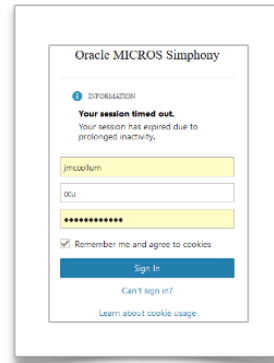 Oracle MICROS Simphony
INFORMATION
Your session timed out.
Your session has expired due to
prolonged inactivity.
jmccollum
ccu
••••••••••••
Remember me and agree to cookies
Sign In
Can't sign in?
Learn about cookie usage